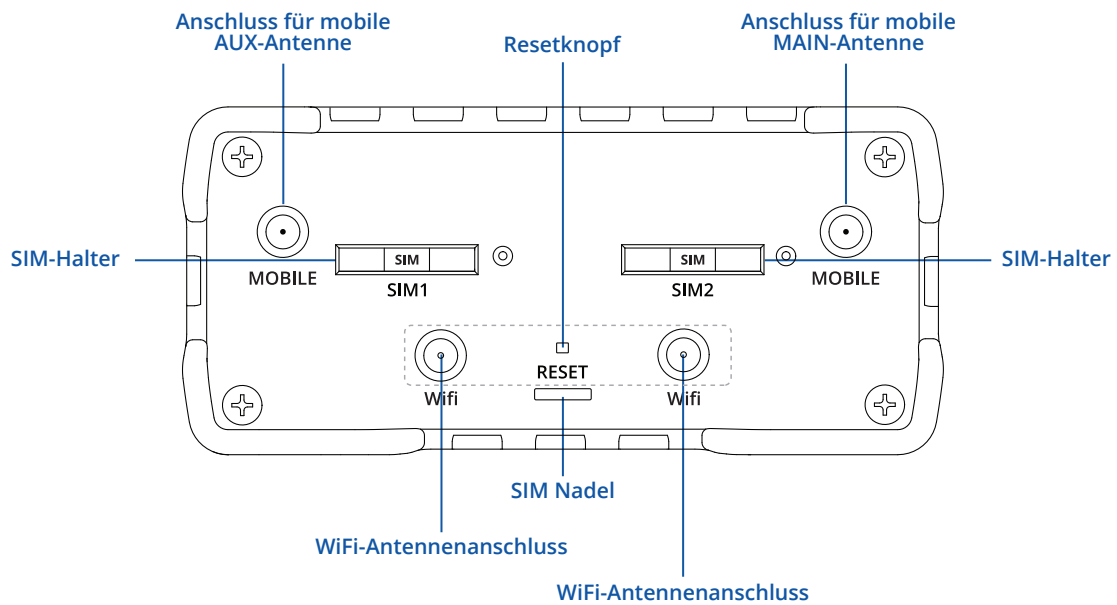 Anschluss für mobile
AUX-Antenne
Resetknopf
Anschluss für mobile
MAIN-Antenne
SIM-Halter
SIM
SIM
SIM-Halter
MOBILE
SIM1
SIM2
MOBILE
RESET
Wifi
Wifi
SIM Nadel
WiFi-Antennenanschluss
WiFi-Antennenanschluss